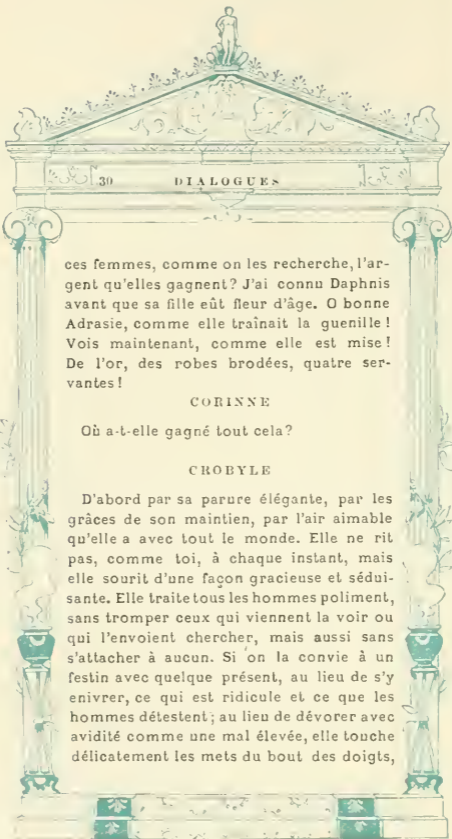 30 DIALOGUES
ces femmes, comme on les recherche, l'ar-
gent qu'elles gagnent? J'ai connu Daphnis
avant que sa fille eût fleur d'âge. O bonne
Adrasie, comme elle traînait la guenille!
Vois maintenant, comme elle est mise!
De l'or, des robes brodées, quatre ser-
vantes!
CORINNE
Où a-t-elle gagné tout cela?
CROBYLE
D'abord par sa parure élégante, par les
grâces de son maintien, par l'air aimable
qu'elle a avec tout le monde. Elle ne rit
pas, comme toi, à chaque instant, mais
elle sourit d'une façon gracieuse et sédui-
sante. Elle traite tous les hommes poliment,
sans tromper ceux qui viennent la voir ou
qui l'envoient chercher, mais aussi sans
s'attacher à aucun. Si on la convie à un
festin avec quelque présent, au lieu de s'y
enivrer, ce qui est ridicule et ce que les
hommes détestent; au lieu de dévorer avec
avidité comme une mal élevée, elle touche
délicatement les mets du bout des doigts,